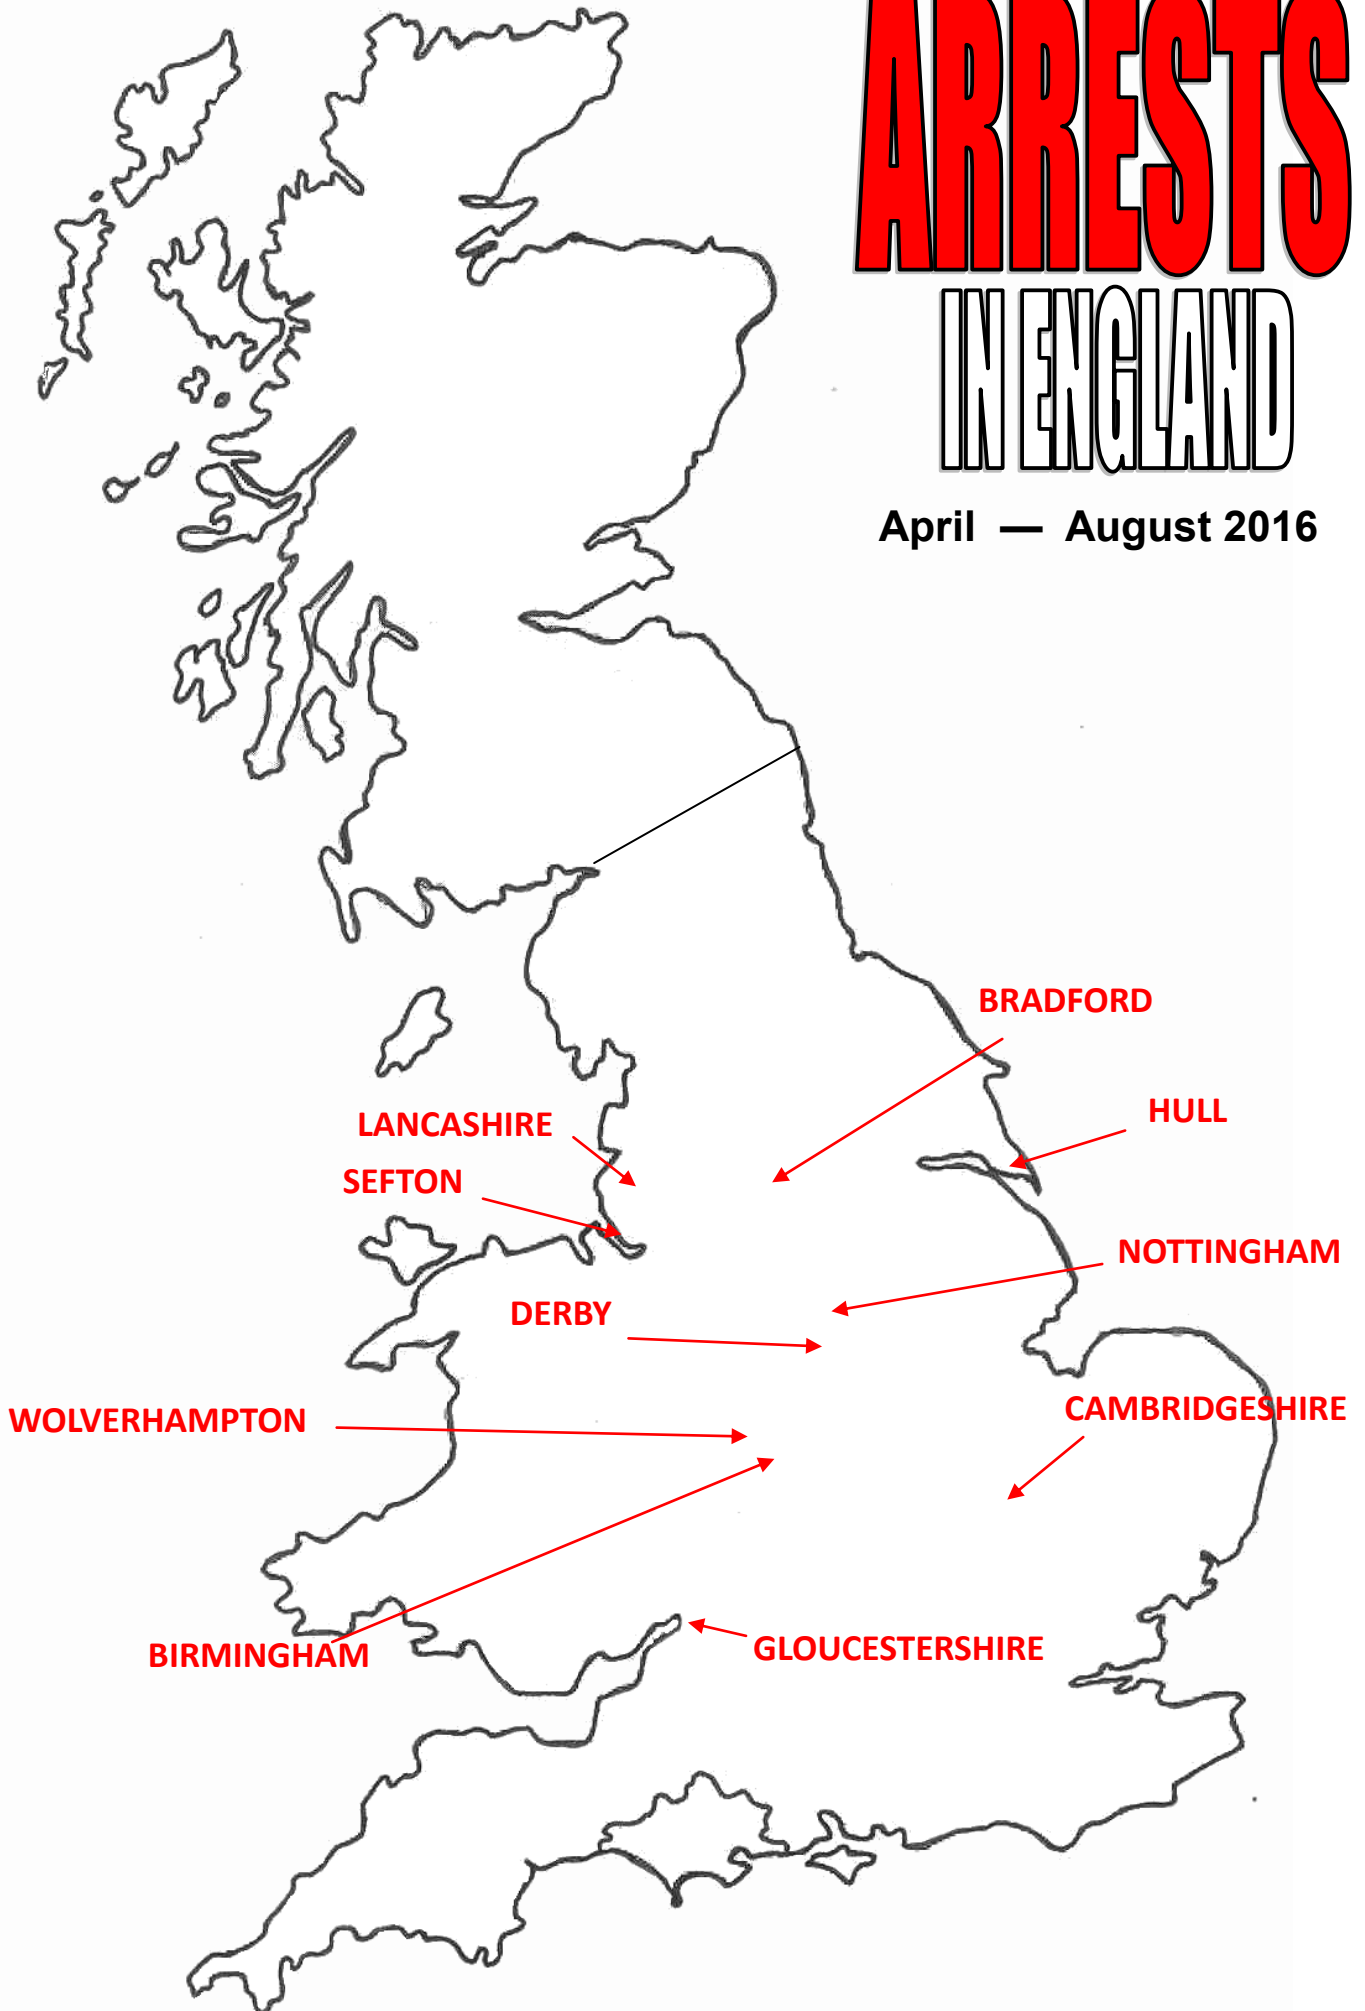 ARRESTS
IN ENGLAND
April — August 2016
BRADFORD
HULL
LANCASHIRE
SEFTON
NOTTINGHAM
DERBY
CAMBRIDGESHIRE
WOLVERHAMPTON
BIRMINGHAM
GLOUCESTERSHIRE